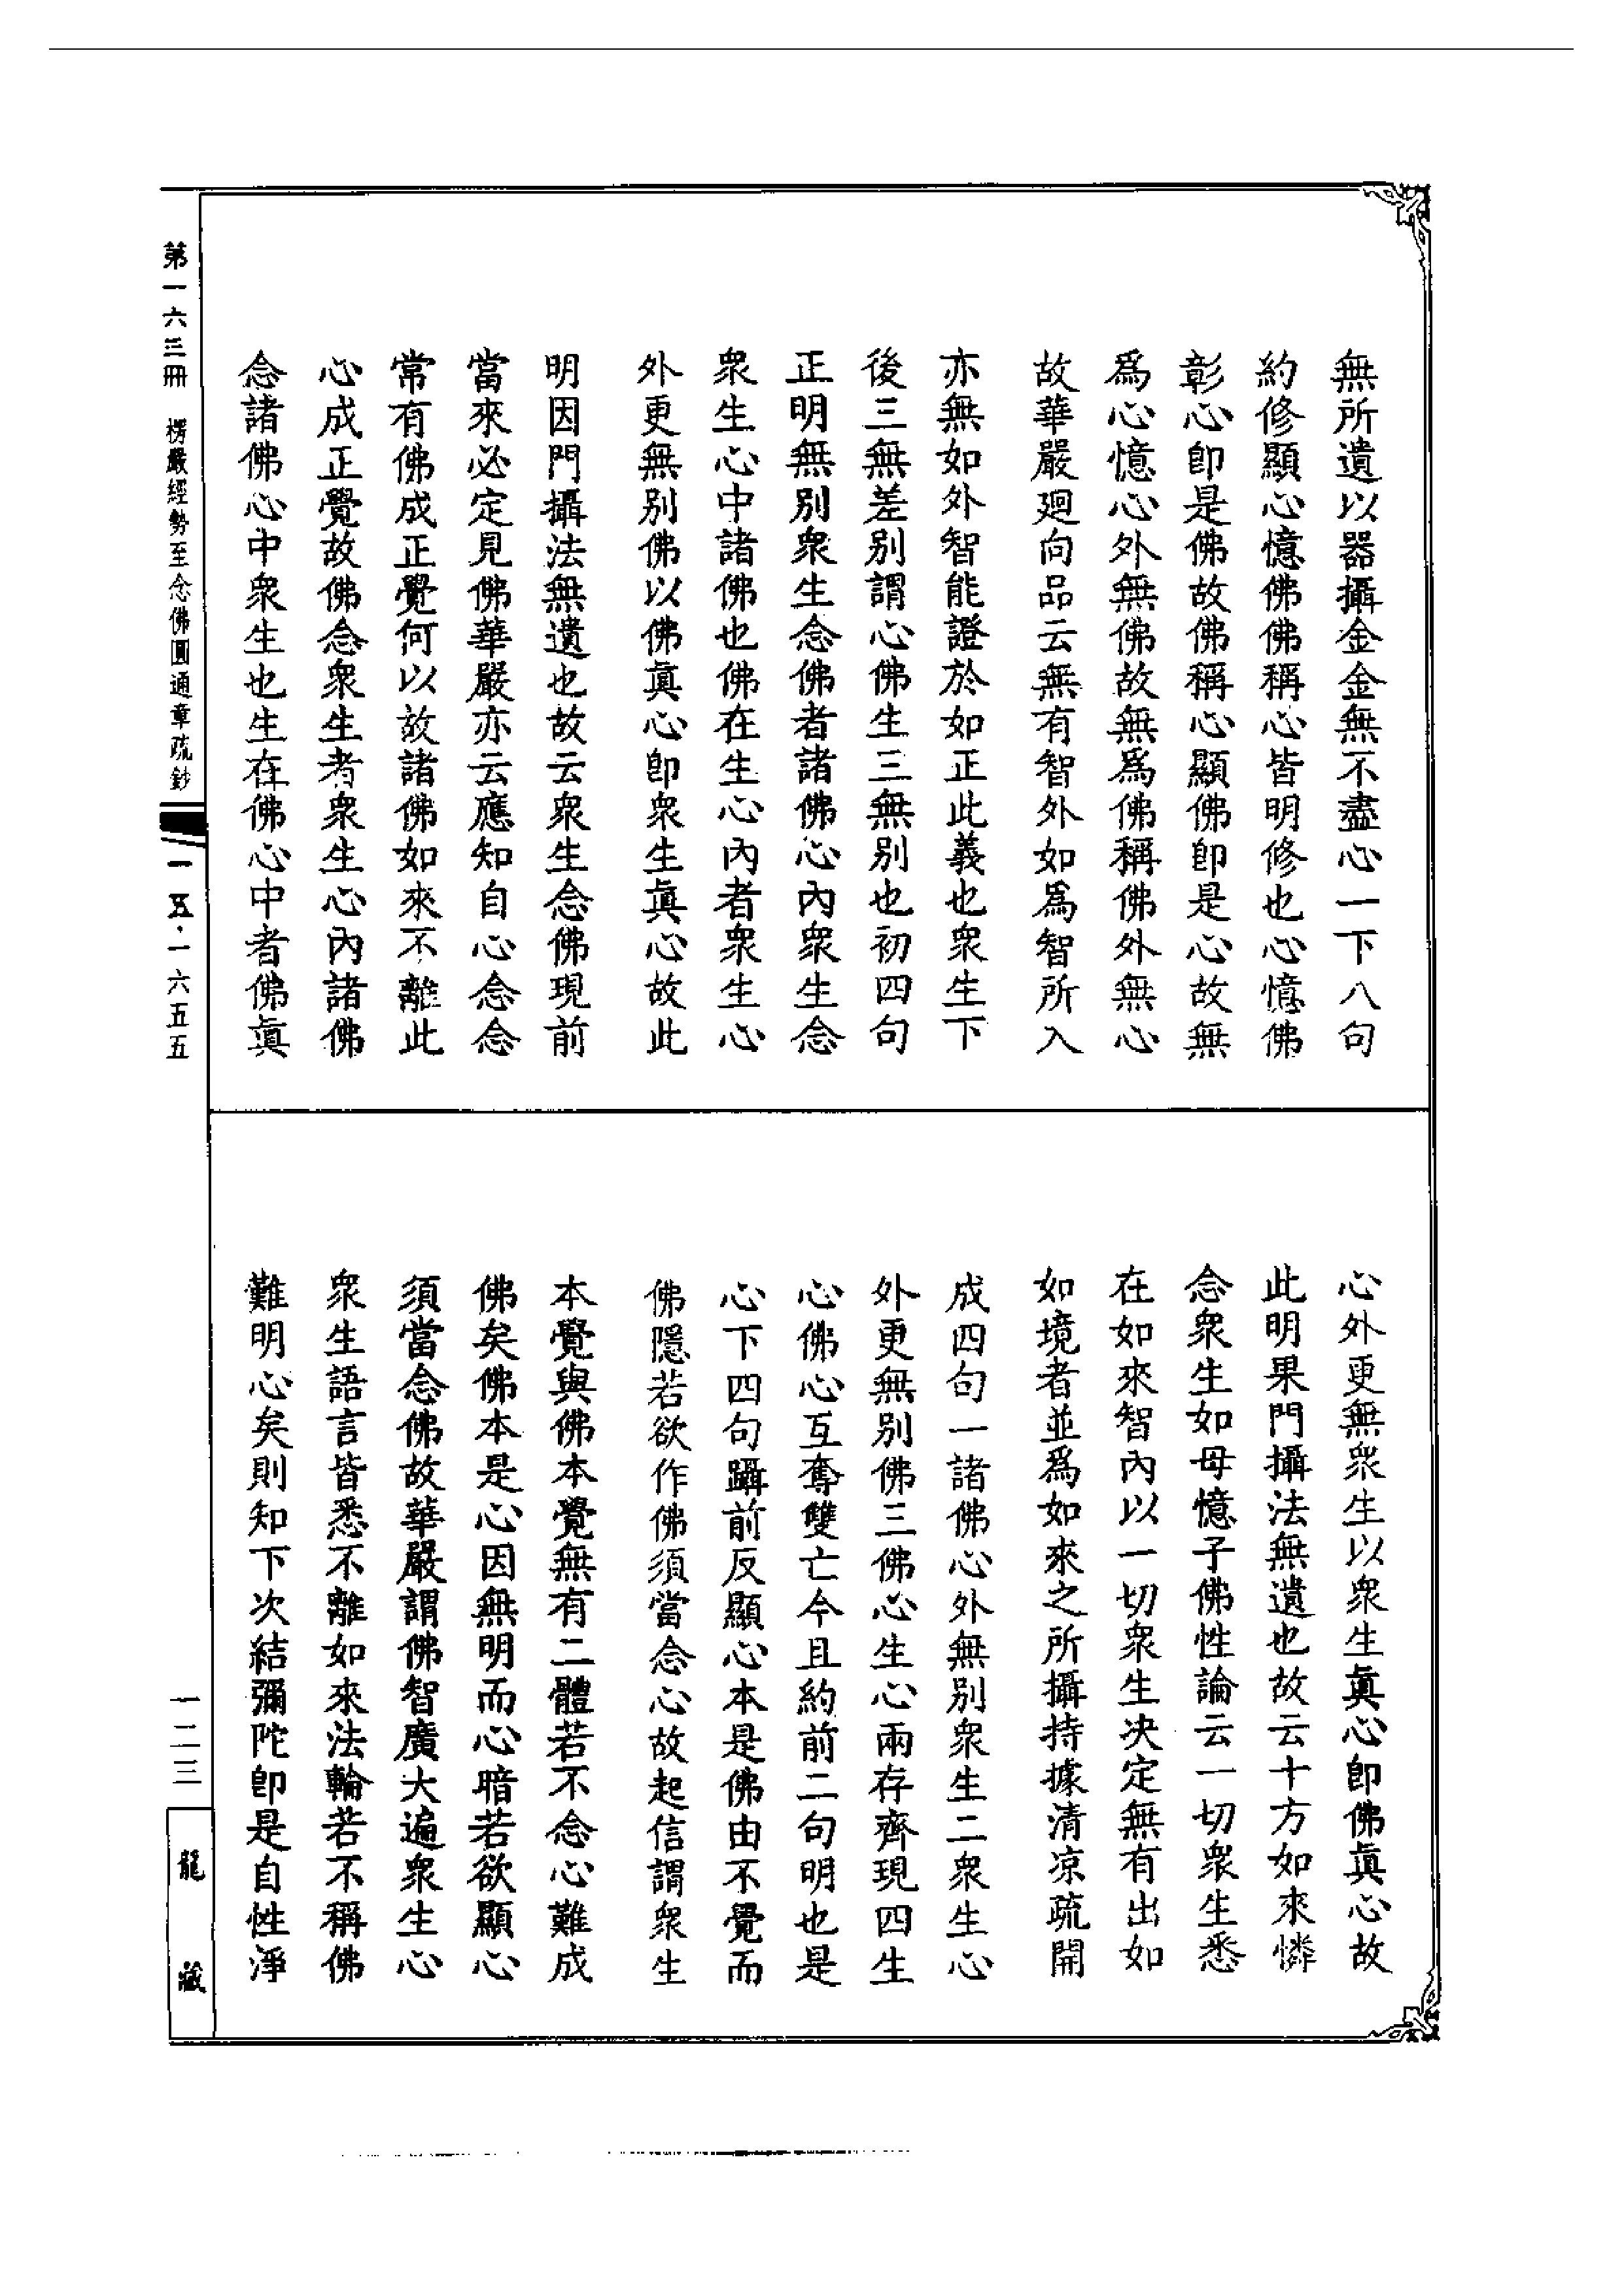 無所遺以器攝金金無不盡心一下八句
約修顯心憶佛佛稱心皆明修也心憶佛
彰心即是佛故佛稱心顯佛即是心故無
爲心憶心外無佛故無爲佛稱佛外無心
故華嚴廻向品云無有智外如爲智所入
亦無如外智能證於如正此義也衆生下
後三無差別謂心佛生三無別也初四句
正明無別衆生念佛者諸佛心內衆生念
衆生心中諸佛也佛在生心內者衆生心
外更無別佛以佛眞心即衆生眞心故此
明因門攝法無遺也故云衆生念佛現前
當來必定見佛華嚴亦云應知自心念念
常有佛成正覺何以故諸佛如來不離此
心成正覺故佛念衆生者衆生心內諸佛
念諸佛心中衆生也生在佛心中者佛眞
心外更無衆生以衆生眞心即佛眞心故
此明果門攝法無遺也故云十方如來憐
念衆生如母憶子佛性論云一切衆生悉
在如來智內以一切衆生决定無有出如
如境者並爲如來之所攝持據清凉疏開
成四句一諸佛心外無別衆生二衆生心
外更無別佛三佛心生心兩存齊現四生
心佛心互奪雙亡今且約前二句明也是
心下四句躡前反顯心本是佛由不覺而
佛隱若欲作佛須當念心故起信謂衆生
本覺與佛本覺無有二體若不念心難成
佛矣佛本是心因無明而心暗若欲顯心
須當念佛故華嚴謂佛智廣大遍衆生心
衆生語言皆悉不離如來法輪若不稱佛
難明心矣則知下次結彌陀即是自性淨
第一六三冊 楞嚴經勢至念佛圓通章疏鈔
一五·一六五五
一二三
龍藏